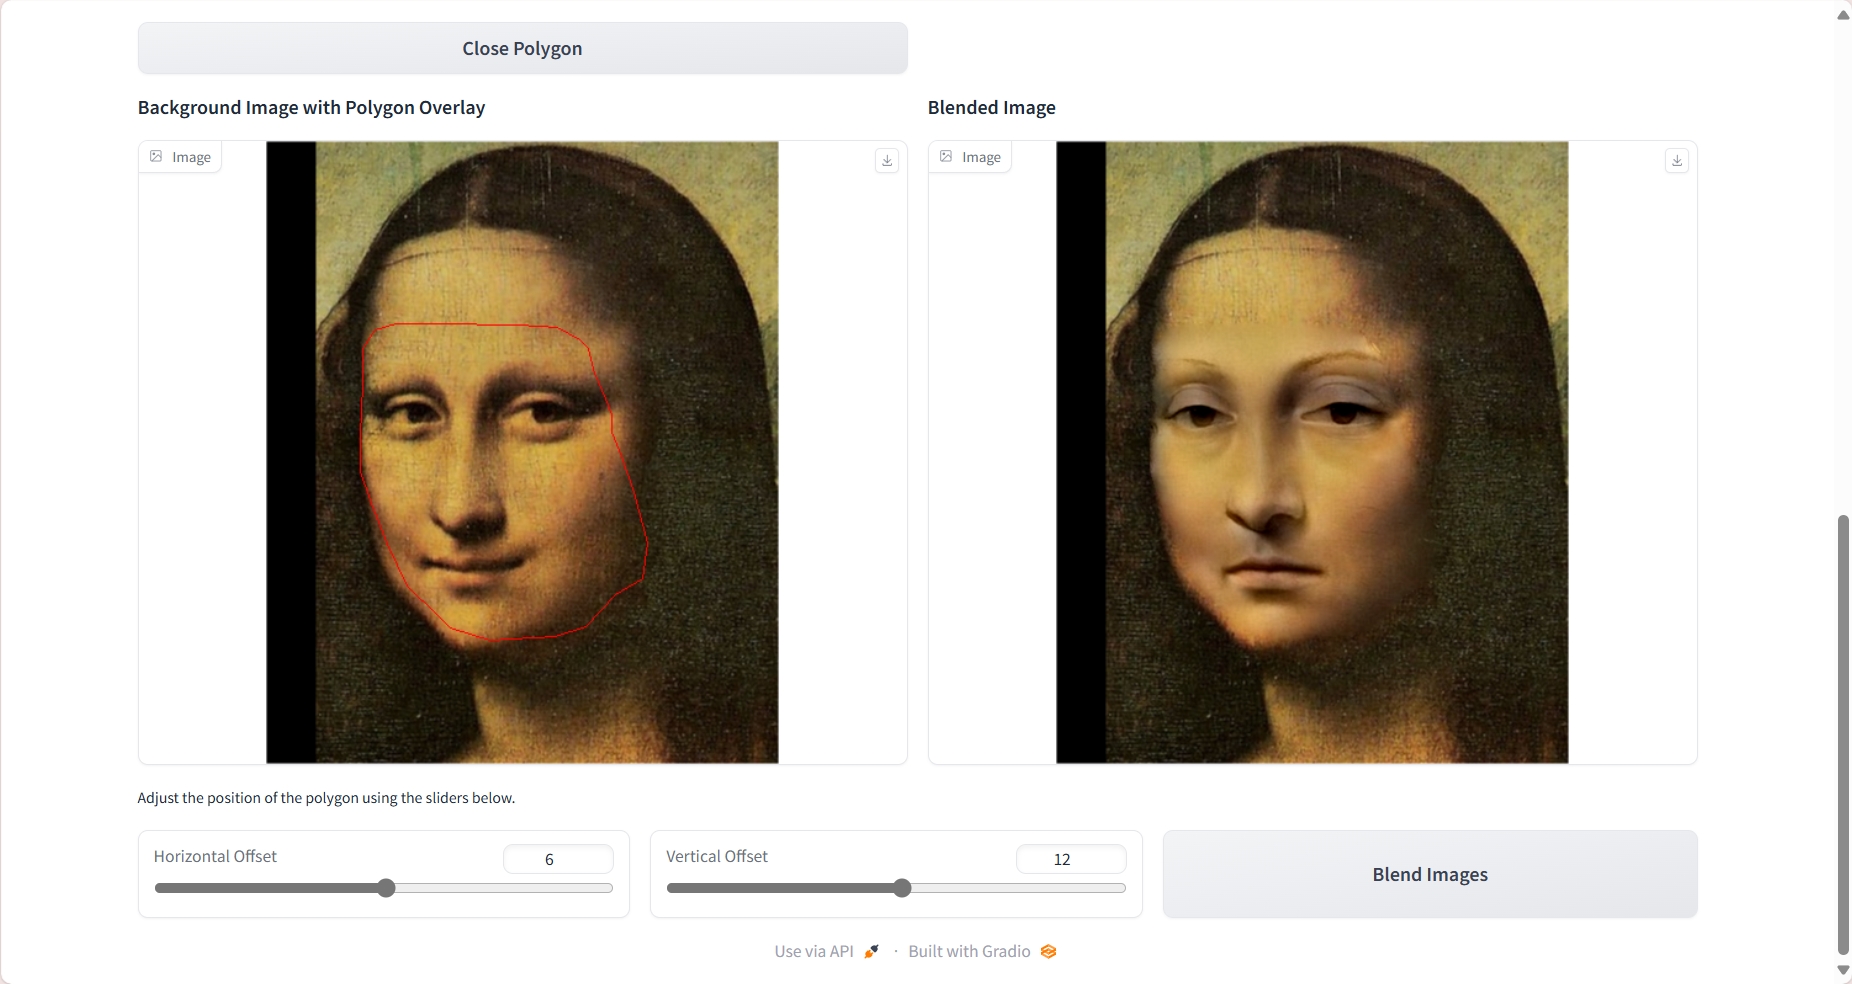 Close Polygon
Background Image with Polygon Overlay
Blended Image
Image
Image
Adjust the position of the polygon using the sliders below.
Horizontal Offset
6
Vertical Offset
12
Blend Images
Use via API · Built with Gradio